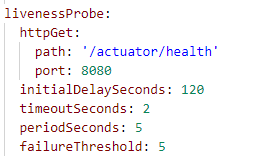 livenessProbe:
  httpGet:
    path: '/actuator/health'
    port: 8080
  initialDelaySeconds: 120
  timeoutSeconds: 2
  periodSeconds: 5
  failureThreshold: 5